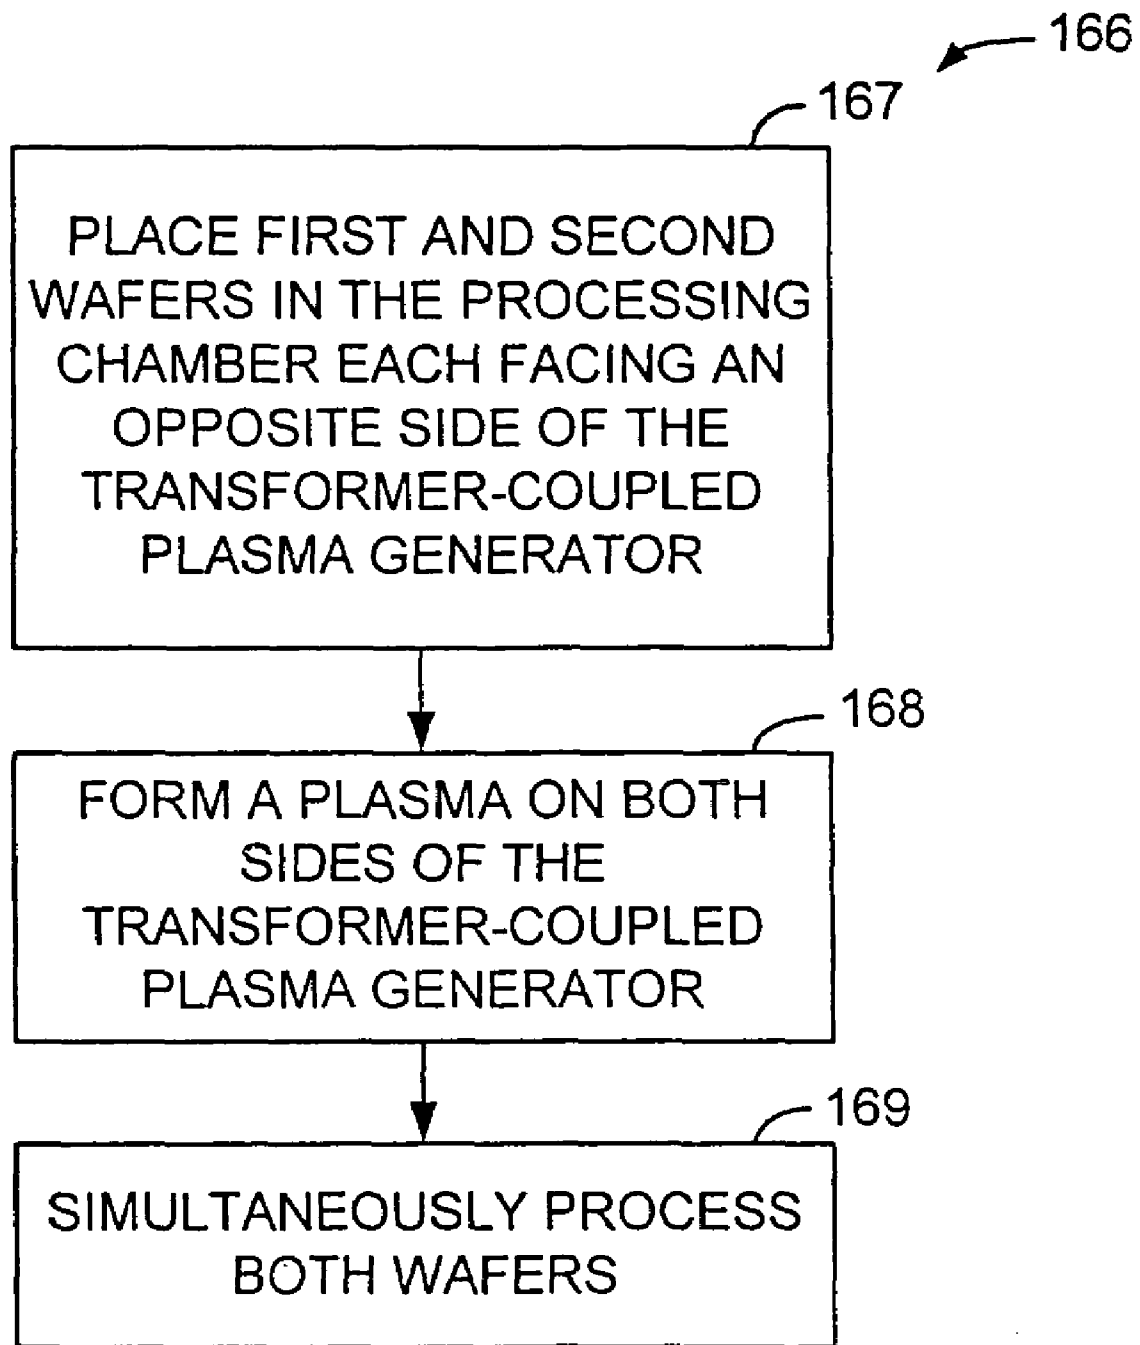 166
167
PLACE FIRST AND SECOND
WAFERS IN THE PROCESSING
CHAMBER EACH FACING AN
OPPOSITE SIDE OF THE
TRANSFORMER-COUPLED
PLASMA GENERATOR
168
FORM A PLASMA ON BOTH
SIDES OF THE
TRANSFORMER-COUPLED
PLASMA GENERATOR
169
SIMULTANEOUSLY PROCESS
BOTH WAFERS